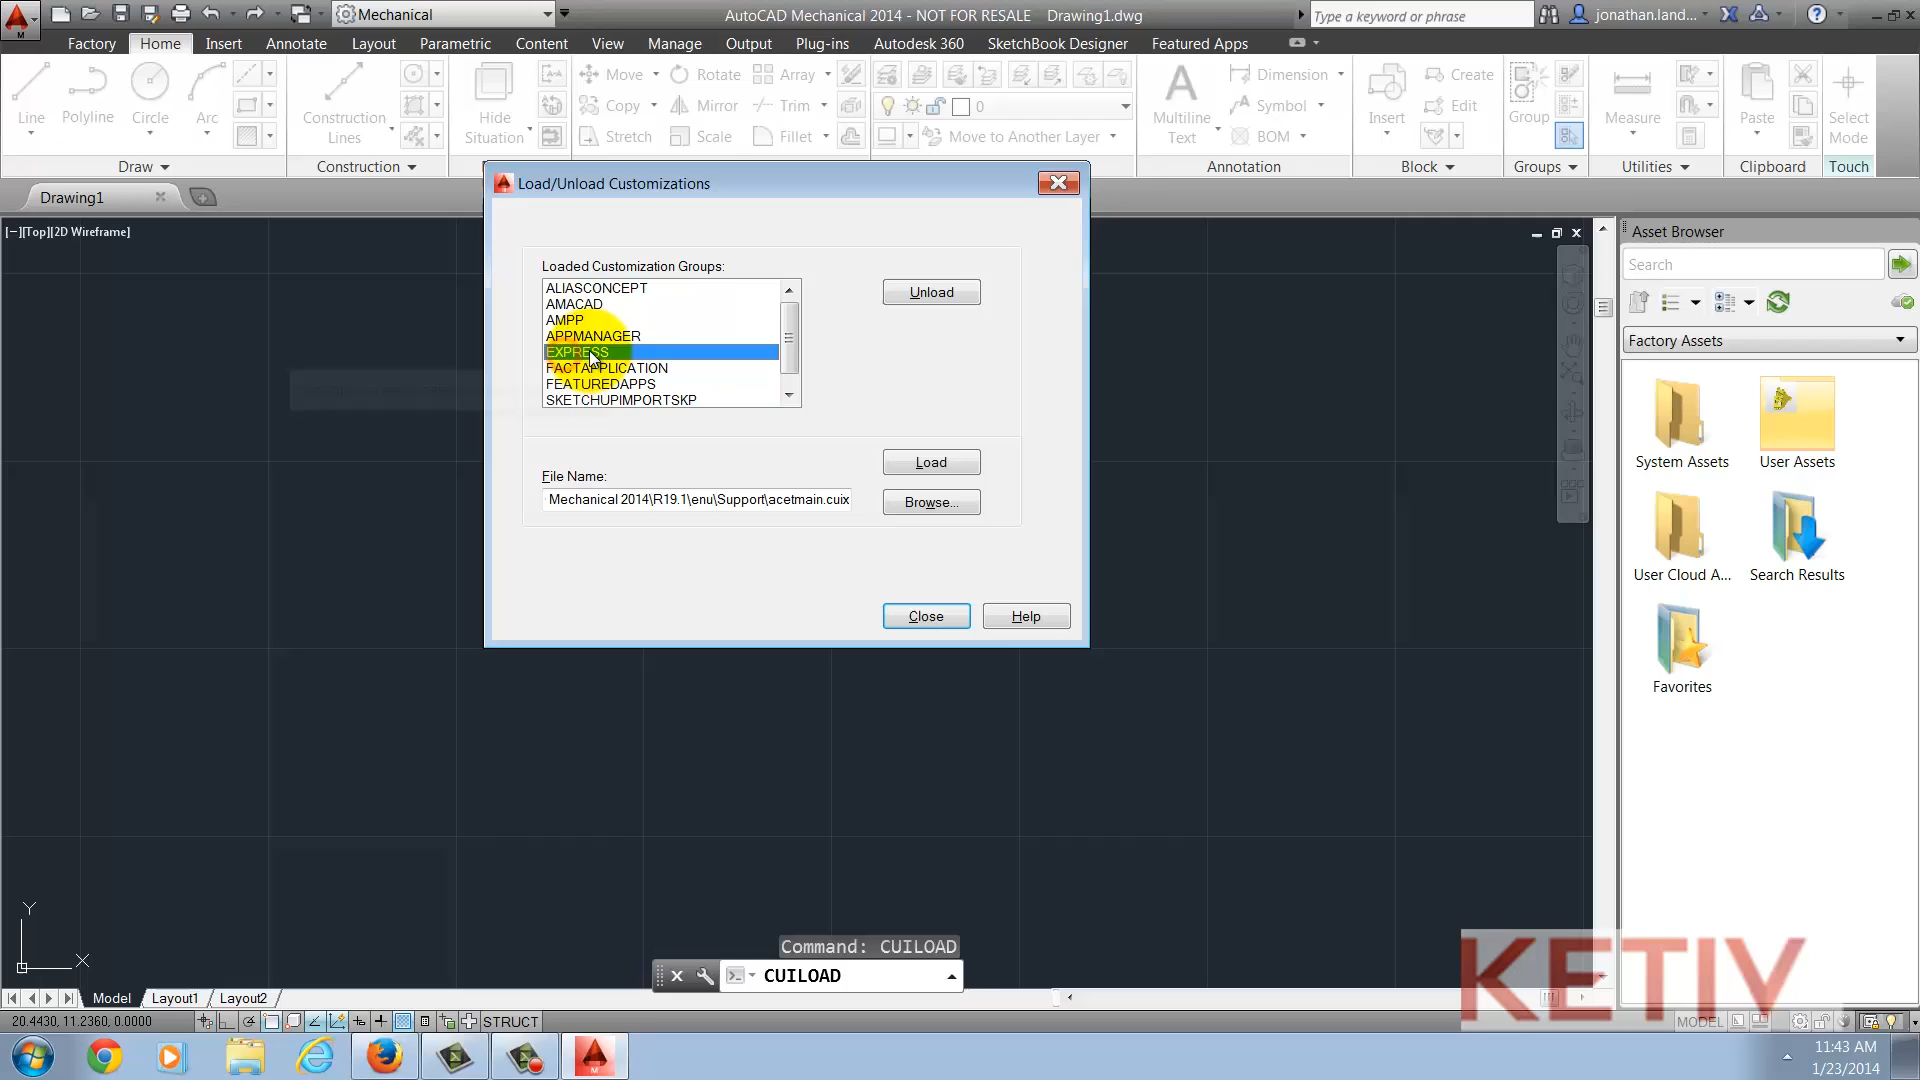 Mechanical
AutoCAD Mechanical 2014 - NOT FOR RESALE Drawing1.dwg
Type a keyword or phrase
jonathan.land...
Factory Home Insert Annotate Layout Parametric Content View Manage Output Plug-ins Autodesk 360 SketchBook Designer Featured Apps
Line
Polyline
Circle
Arc
Draw
Construction
Lines
Construction
Hide
Situation
Move Rotate Array
Copy Mirror Trim
Stretch Scale Fillet
0
Move to Another Layer
Multiline
Text
Dimension
Symbol
BOM
Annotation
Insert
Create
Edit
Block
Group
Groups
Measure
Utilities
Paste
Clipboard
Select
Mode
Touch
Drawing1
[−][Top][2D Wireframe]
Load/Unload Customizations
Loaded Customization Groups:
ALIASCONCEPT
AMACAD
AMPP
APPMANAGER
EXPRESS
FACTAPPLICATION
FEATUREDAPPS
SKETCHUPIMPORTSKP
Unload
File Name:
Mechanical 2014\R19.1\enu\Support\acetmain.cuix
Load
Browse...
Close
Help
Asset Browser
Search
Factory Assets
System Assets
User Assets
User Cloud A...
Search Results
Favorites
Y
X
Command: CUILOAD
CUILOAD
KETIV
Model Layout1 Layout2
20.4430, 11.2360, 0.0000
STRUCT
MODEL
11:43 AM
1/23/2014